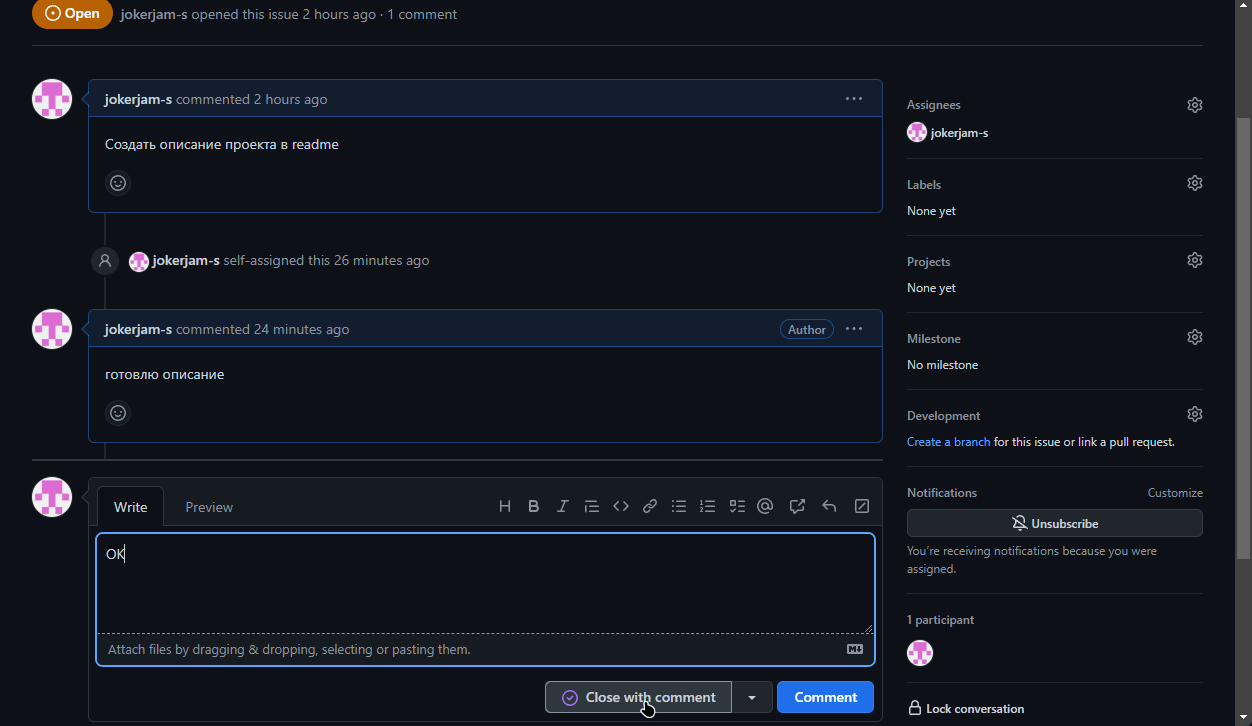 Open jokerjam-s opened this issue 2 hours ago · 1 comment
jokerjam-s commented 2 hours ago
Создать описание проекта в readme
jokerjam-s self-assigned this 26 minutes ago
jokerjam-s commented 24 minutes ago Author
готовлю описание
Write Preview
OK
Attach files by dragging & dropping, selecting or pasting them.
Close with comment Comment
Assignees
jokerjam-s
Labels
None yet
Projects
None yet
Milestone
No milestone
Development
Create a branch for this issue or link a pull request.
Notifications Customize
Unsubscribe
You're receiving notifications because you were
assigned.
1 participant
Lock conversation